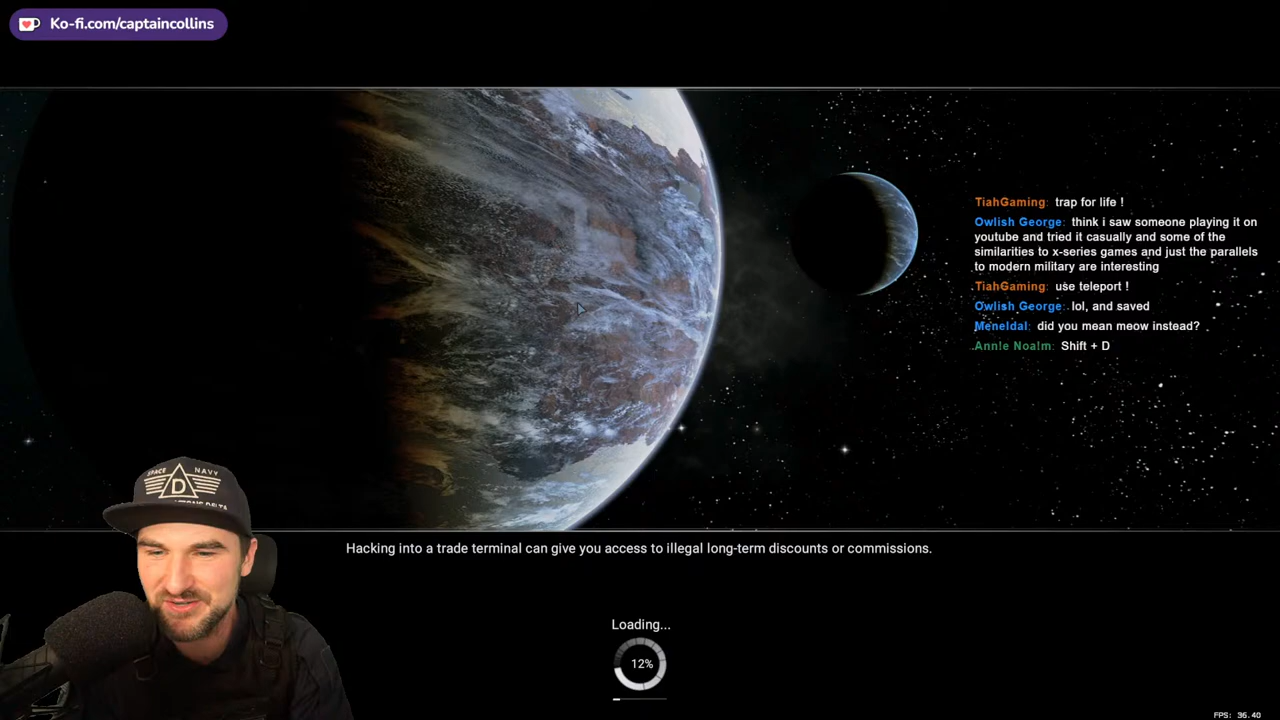 Ko-fi.com/captaincollins
TiahGaming: trap for life !
Owlish George: think i saw someone playing it on
youtube and tried it casually and some of the
similarities to x-series games and just the parallels
to modern military are interesting
TiahGaming: use teleport !
Owlish George: lol, and saved
Meneldal: did you mean meow instead?
Ann!e Noa!m: Shift + D
SPACE NAVY
D
Hacking into a trade terminal can give you access to illegal long-term discounts or commissions.
Loading...
12%
FPS: 36.40